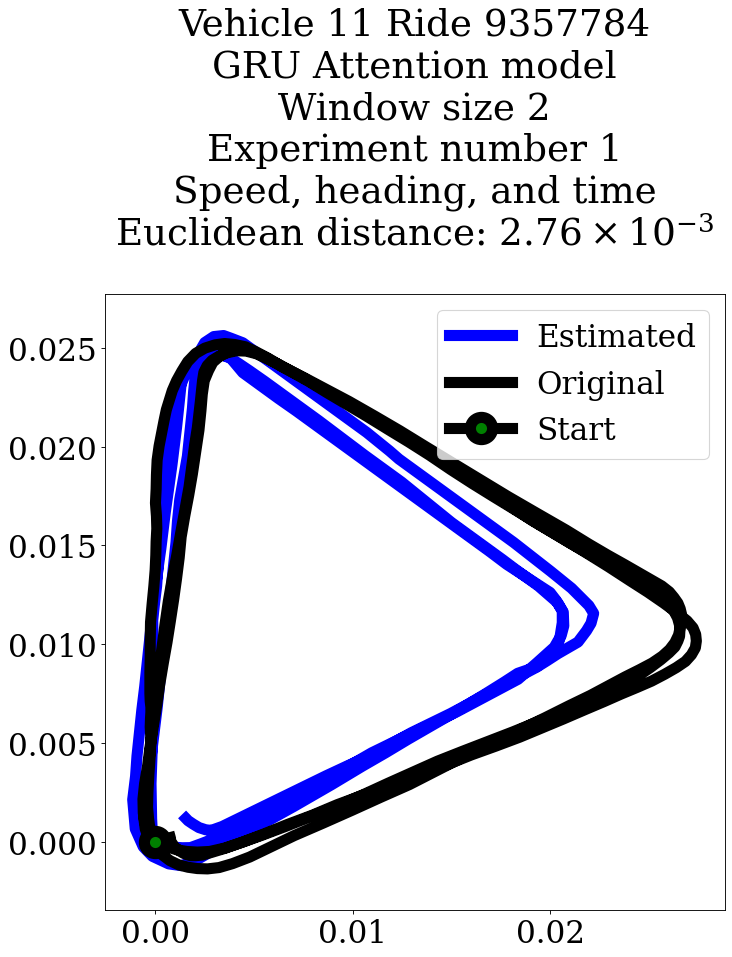 Vehicle 11 Ride 9357784
GRU Attention model
Window size 2
Experiment number 1
Speed, heading, and time
Euclidean distance: 2.76 × 10⁻³
Estimated
Original
Start
0.025
0.020
0.015
0.010
0.005
0.000
0.00
0.01
0.02